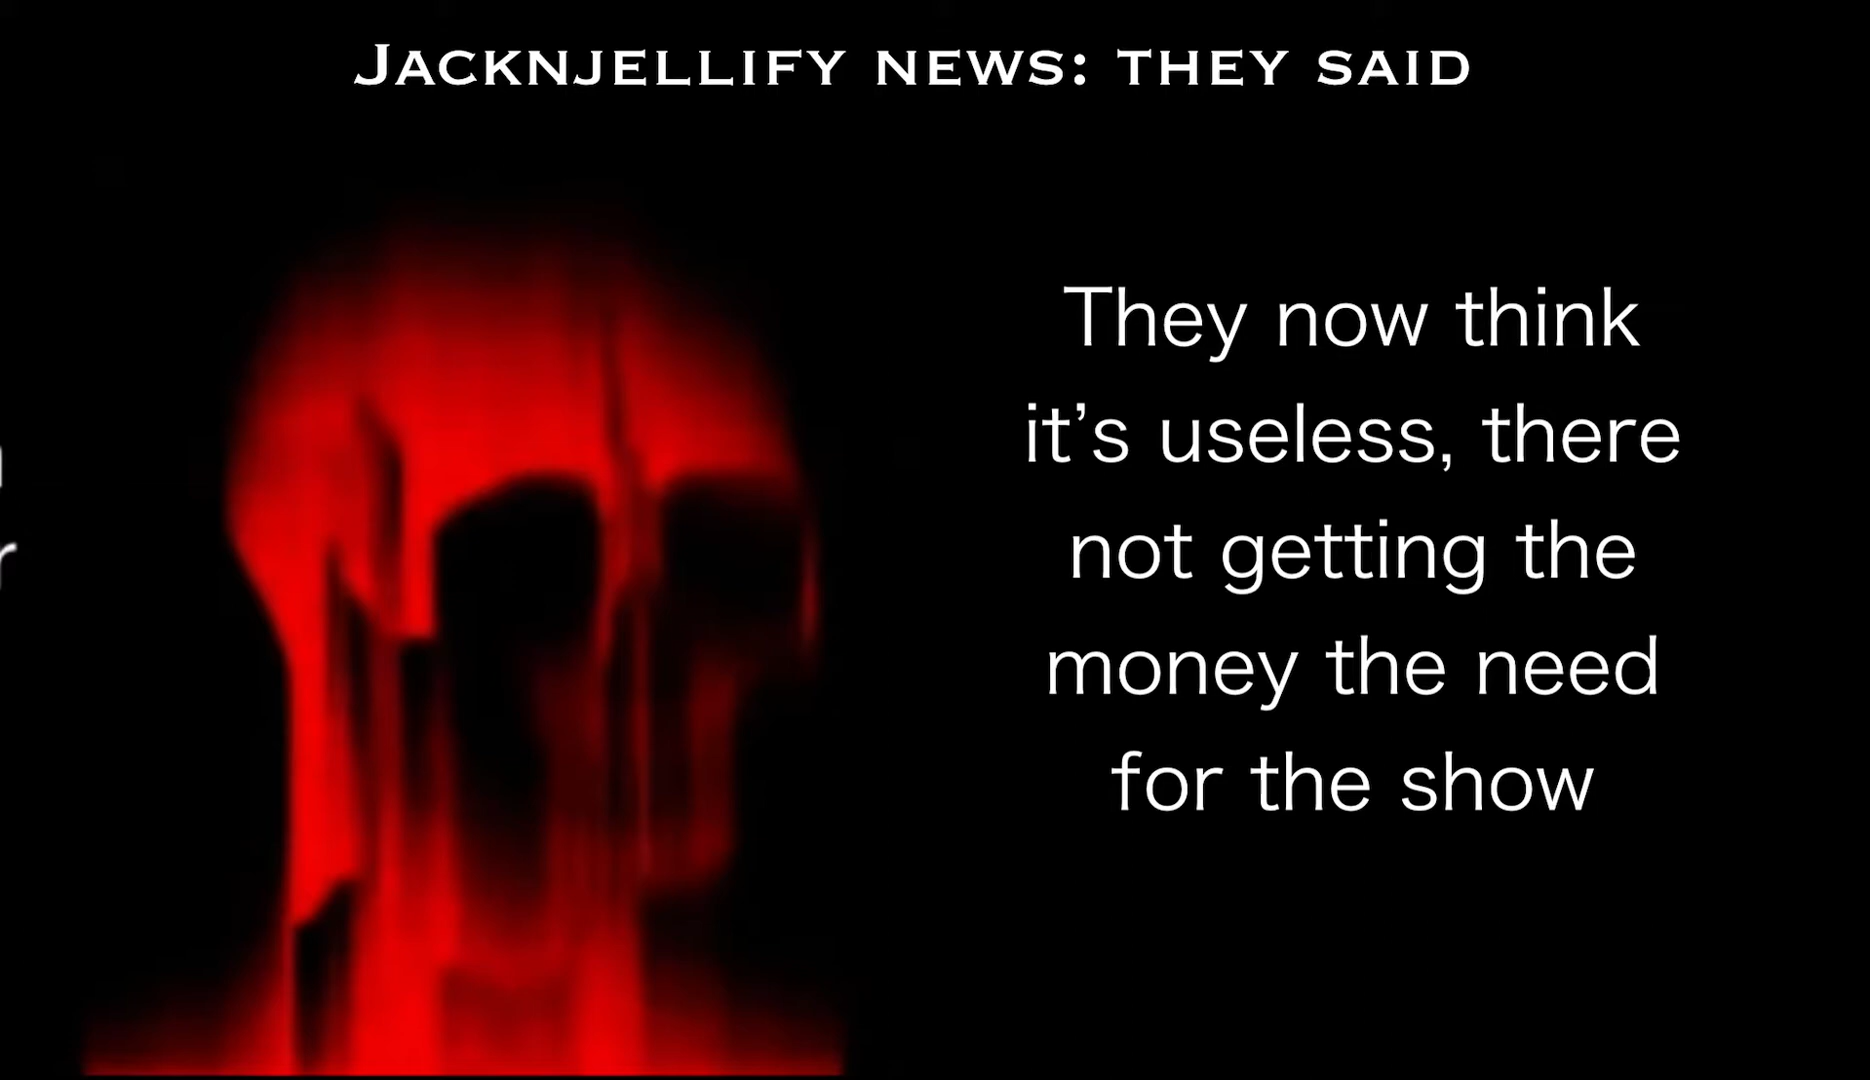 Jacknjellify news: they said
They now think
it’s useless, there
not getting the
money the need
for the show